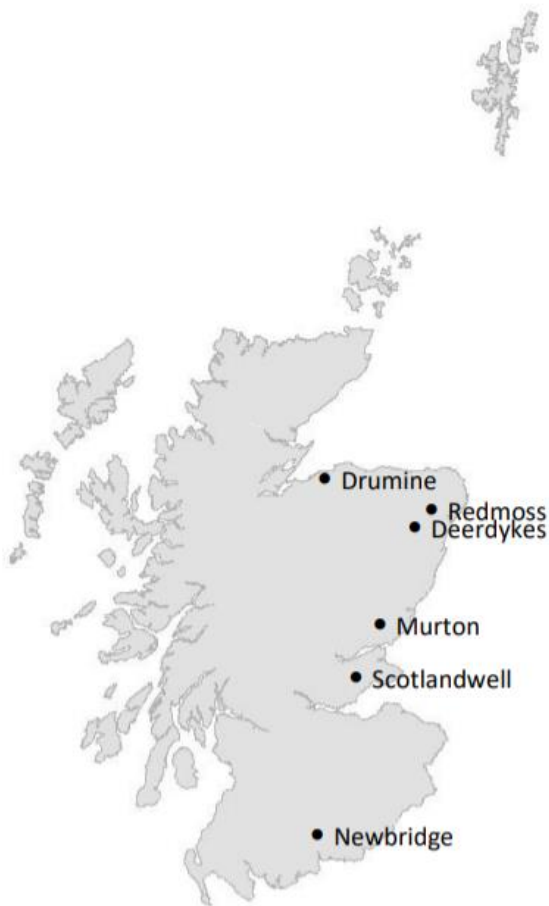 Drumine
Redmoss
Deerdykes
Murton
Scotlandwell
Newbridge